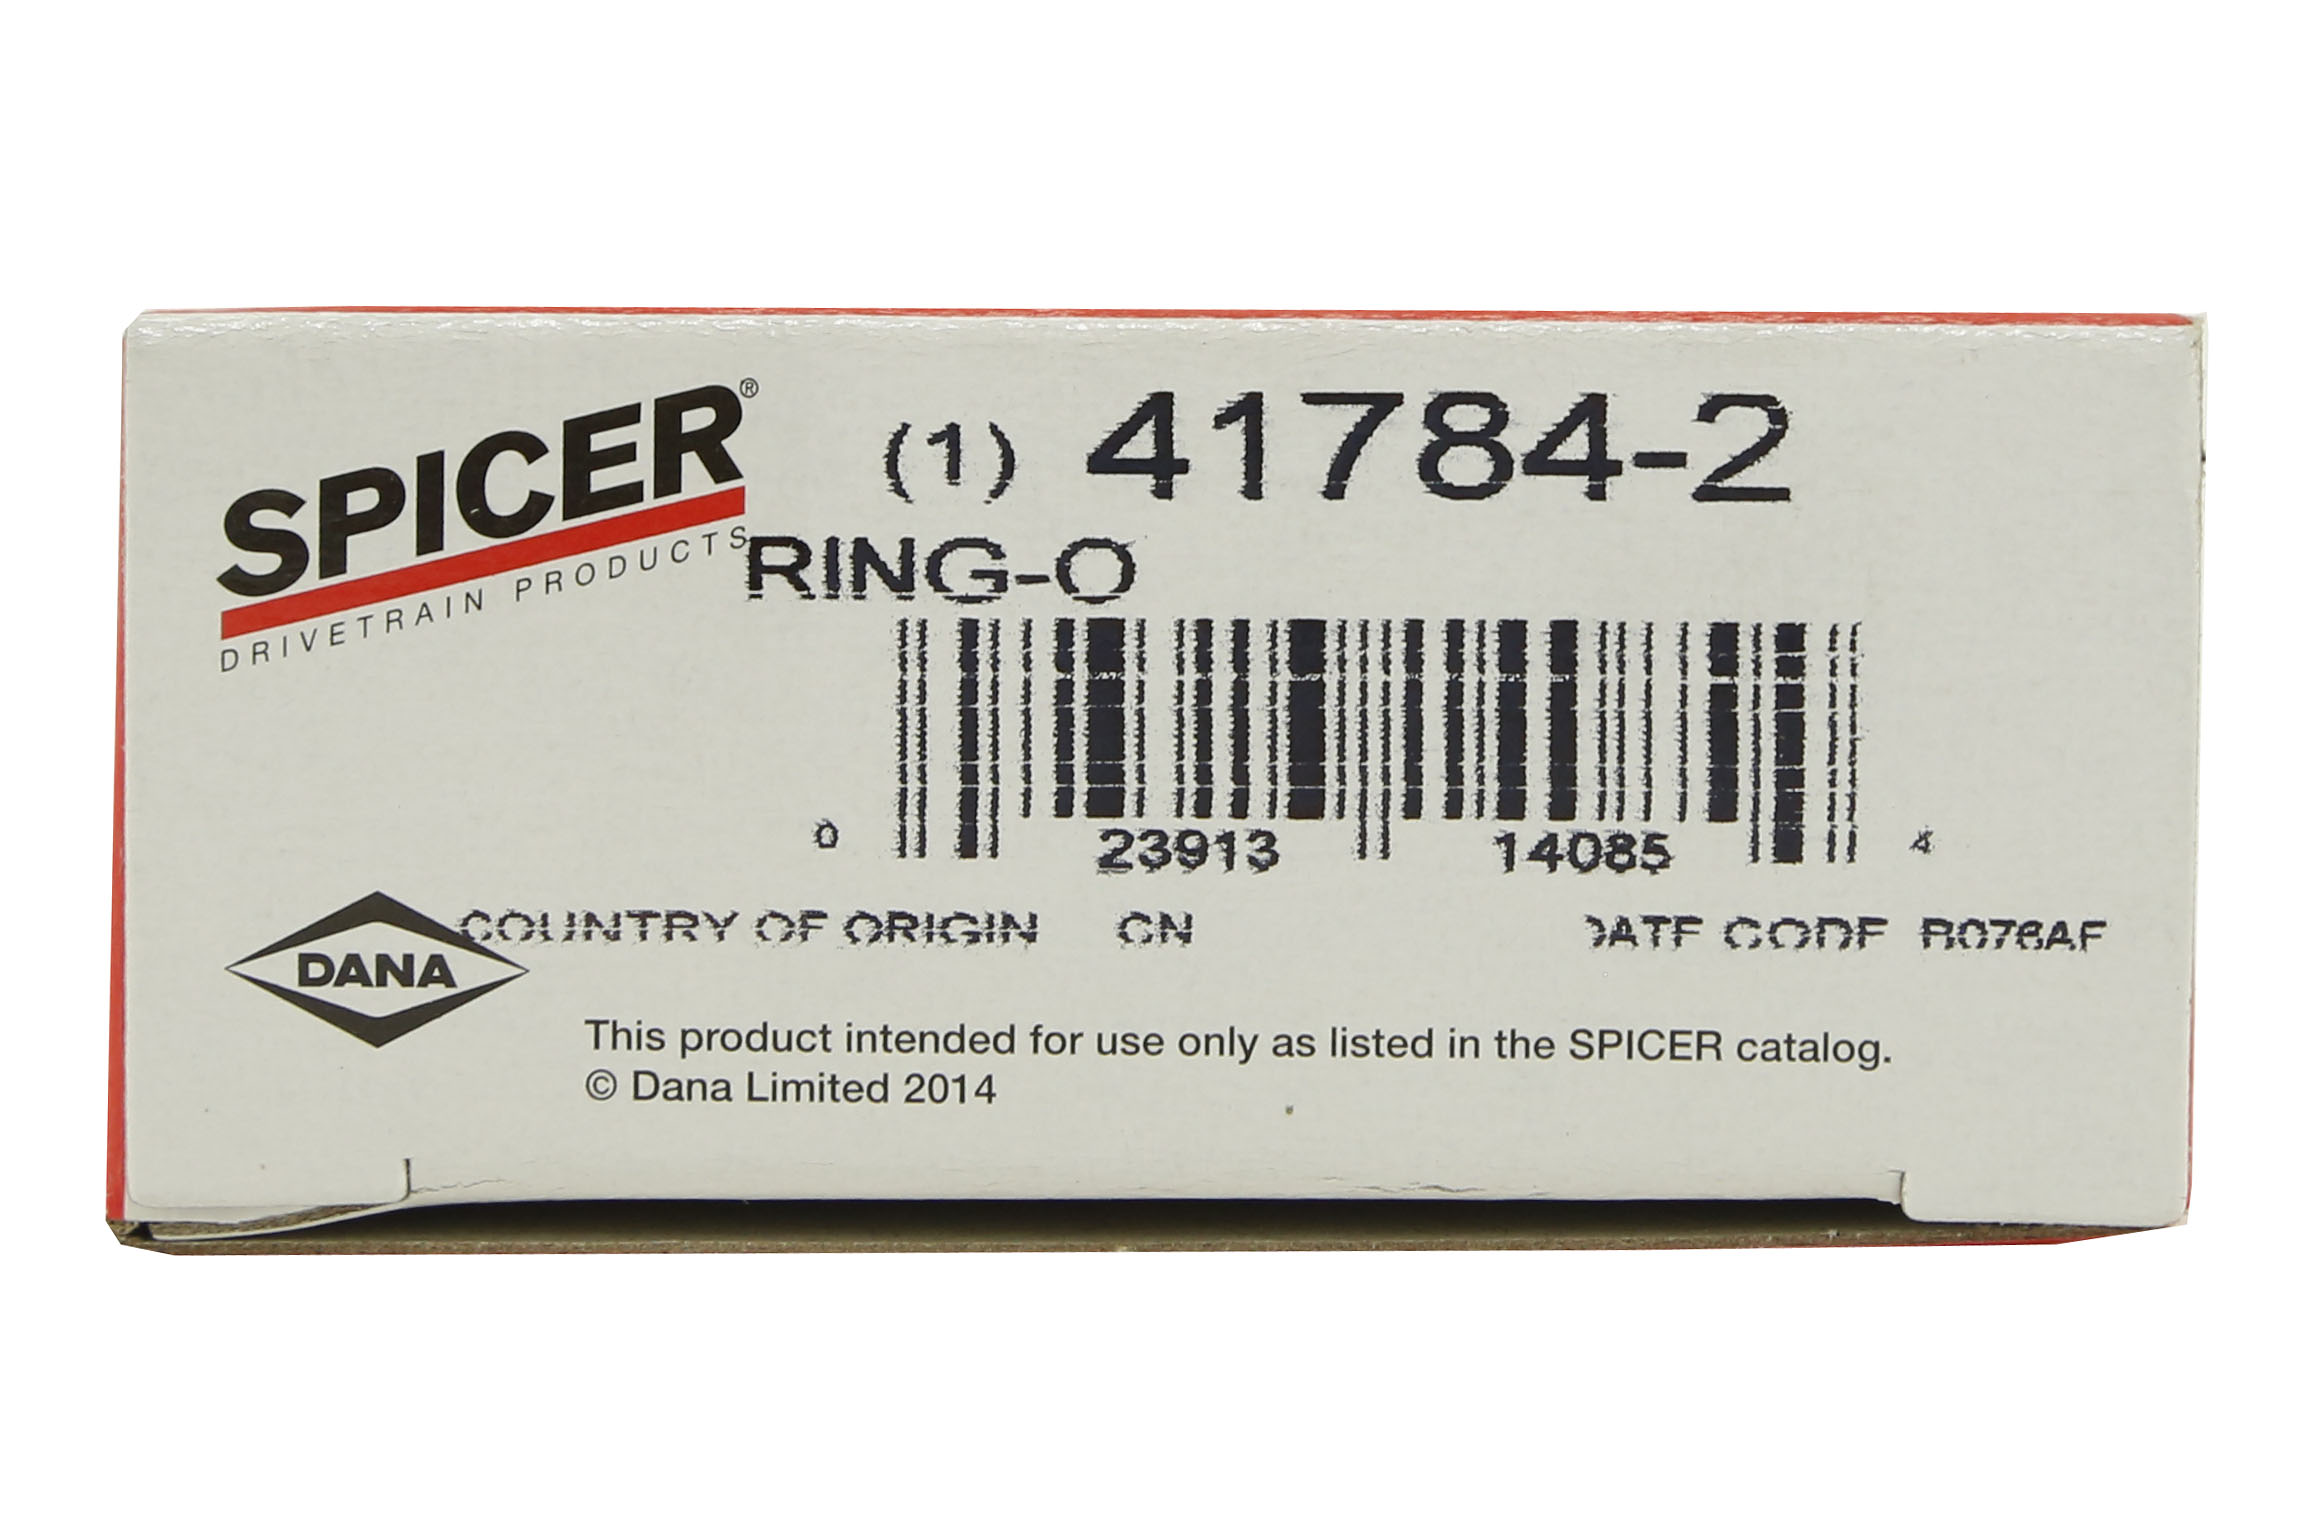 SPICER®
DRIVETRAIN PRODUCTS
(1) 41784-2
RING-O
0 23913 14085 4
COUNTRY OF ORIGIN CN
DATE CODE
DANA
This product intended for use only as listed in the SPICER catalog.
© Dana Limited 2014